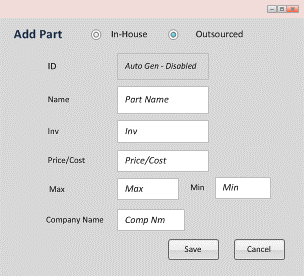 Add Part In-House Outsourced
ID Auto Gen - Disabled
Name Part Name
Inv Inv
Price/Cost Price/Cost
Max Max Min Min
Company Name Comp Nm
Save Cancel